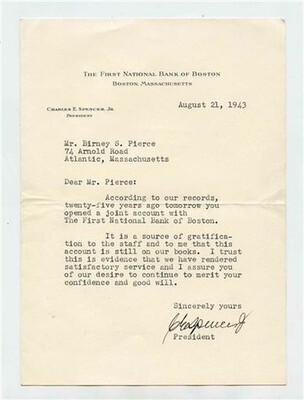 THE FIRST NATIONAL BANK OF BOSTON
BOSTON, MASSACHUSETTS
CHARLES E. SPENCER, JR.
PRESIDENT
August 21, 1943
Mr. Birney S. Pierce
74 Arnold Road
Atlantic, Massachusetts
Dear Mr. Pierce:
According to our records,
twenty-five years ago tomorrow you
opened a joint account with
The First National Bank of Boston.
It is a source of gratifica-
tion to the staff and to me that this
account is still on our books. I trust
this is evidence that we have rendered
satisfactory service and I assure you
of our desire to continue to merit your
confidence and good will.
Sincerely yours
President